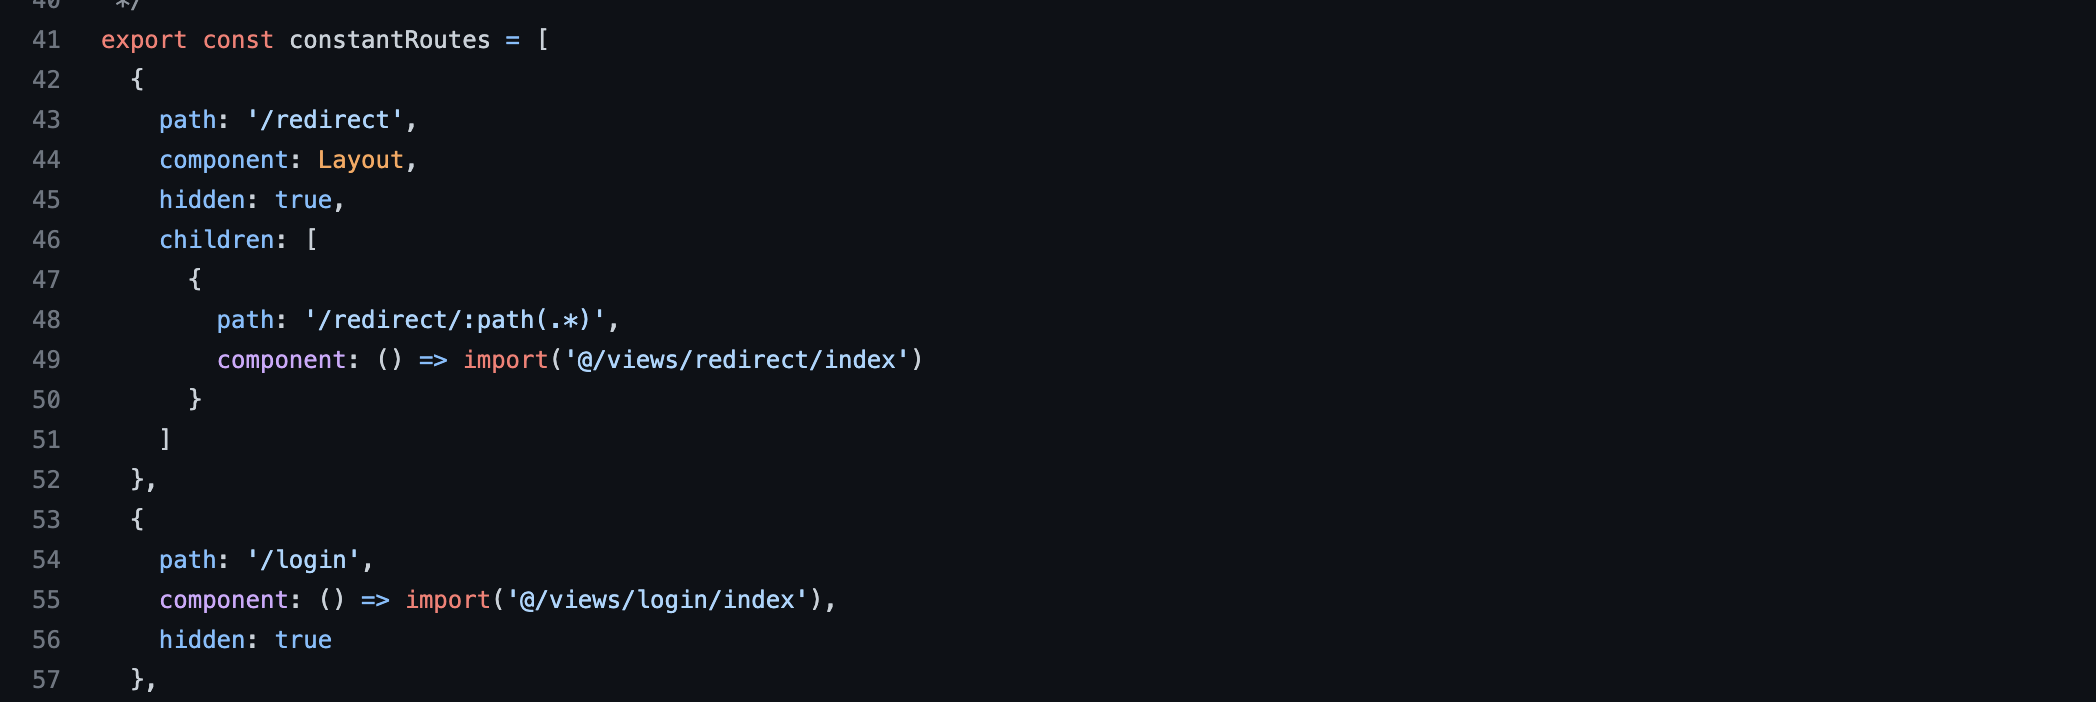 40 */
41 export const constantRoutes = [
42 {
43 path: '/redirect',
44 component: Layout,
45 hidden: true,
46 children: [
47 {
48 path: '/redirect/:path(.*)',
49 component: () => import('@/views/redirect/index')
50 }
51 ]
52 },
53 {
54 path: '/login',
55 component: () => import('@/views/login/index'),
56 hidden: true
57 },